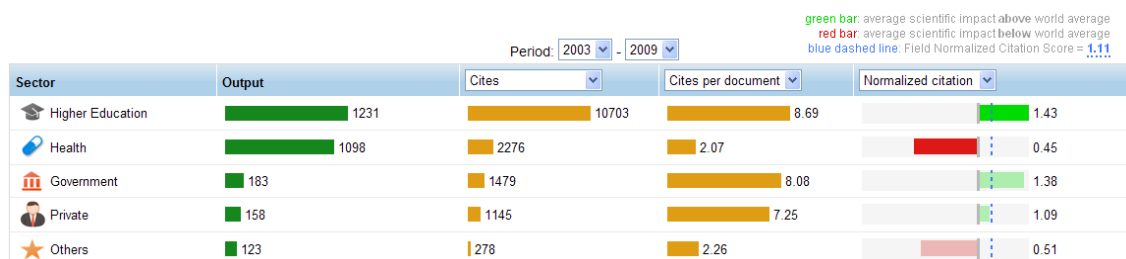 green bar: average scientific impact above world average
red bar: average scientific impact below world average
Period: 2003 - 2009
blue dashed line: Field Normalized Citation Score = 1.11
Sector Output Cites Cites per document Normalized citation
Higher Education 1231 10703 8.69 1.43
Health 1098 2276 2.07 0.45
Government 183 1479 8.08 1.38
Private 158 1145 7.25 1.09
Others 123 278 2.26 0.51